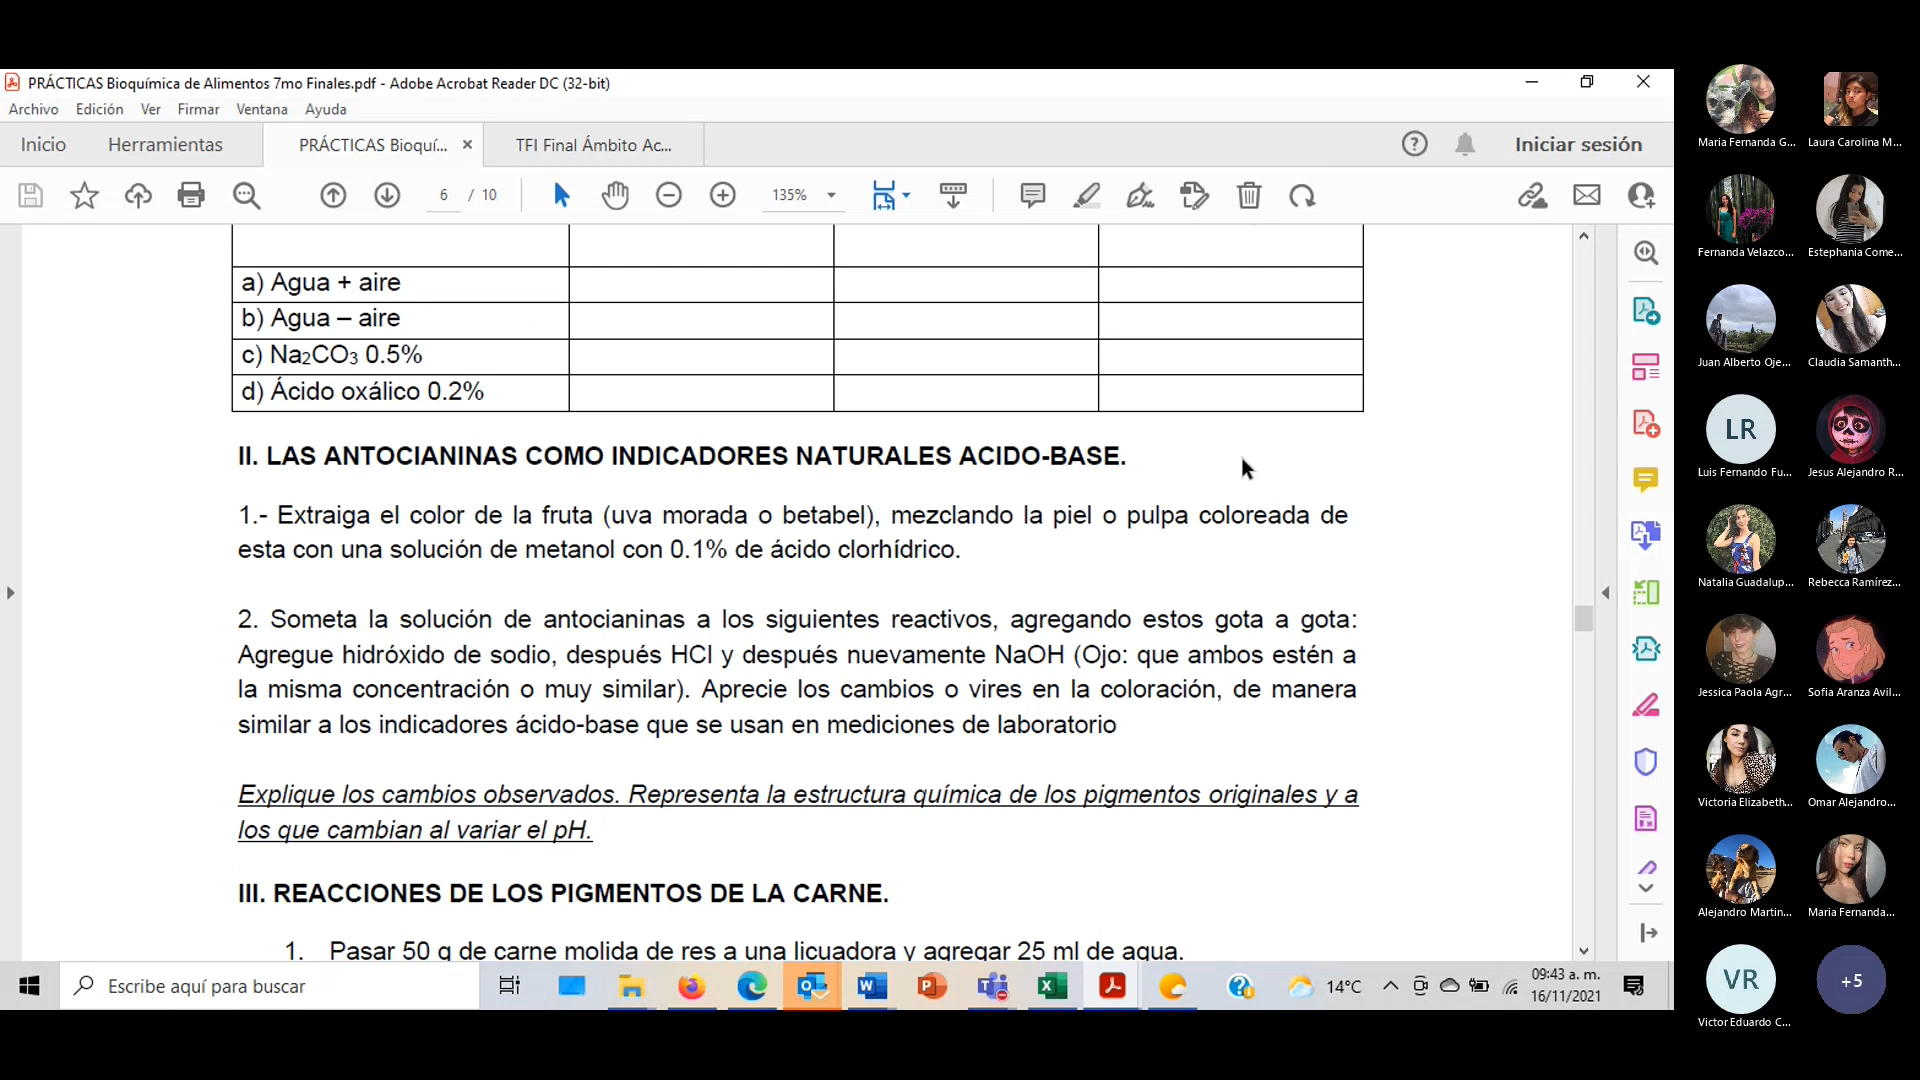 PRÁCTICAS Bioquímica de Alimentos 7mo Finales.pdf - Adobe Acrobat Reader DC (32-bit)
Archivo Edición Ver Firmar Ventana Ayuda
Inicio Herramientas PRÁCTICAS Bioquí... × TFI Final Ámbito Ac... Iniciar sesión
6 / 10 135%
a) Agua + aire
b) Agua – aire
c) Na2CO3 0.5%
d) Ácido oxálico 0.2%
II. LAS ANTOCIANINAS COMO INDICADORES NATURALES ACIDO-BASE.
1.- Extraiga el color de la fruta (uva morada o betabel), mezclando la piel o pulpa coloreada de
esta con una solución de metanol con 0.1% de ácido clorhídrico.
2. Someta la solución de antocianinas a los siguientes reactivos, agregando estos gota a gota:
Agregue hidróxido de sodio, después HCl y después nuevamente NaOH (Ojo: que ambos estén a
la misma concentración o muy similar). Aprecie los cambios o vires en la coloración, de manera
similar a los indicadores ácido-base que se usan en mediciones de laboratorio
Explique los cambios observados. Representa la estructura química de los pigmentos originales y a
los que cambian al variar el pH.
III. REACCIONES DE LOS PIGMENTOS DE LA CARNE.
1. Pasar 50 g de carne molida de res a una licuadora y agregar 25 ml de agua.
Escribe aquí para buscar
14°C
09:43 a. m.
16/11/2021
Maria Fernanda G... Laura Carolina M...
Fernanda Velazco... Estephania Come...
Juan Alberto Oje... Claudia Samanth...
LR
Luis Fernando Fu... Jesus Alejandro R...
Natalia Guadalup... Rebecca Ramírez...
Jessica Paola Agr... Sofia Aranza Avil...
Victoria Elizabeth... Omar Alejandro...
Alejandro Martin... Maria Fernanda...
VR +5
Victor Eduardo C...